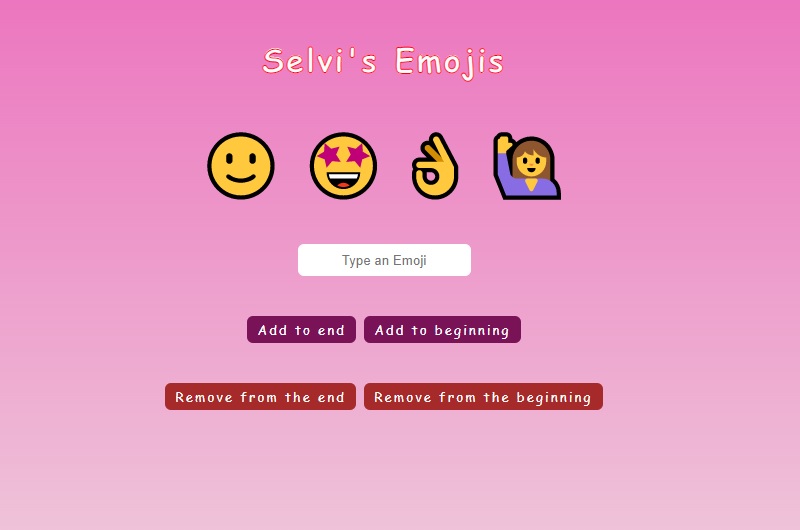 Selvi's Emojis
Type an Emoji
Add to end Add to beginning
Remove from the end Remove from the beginning